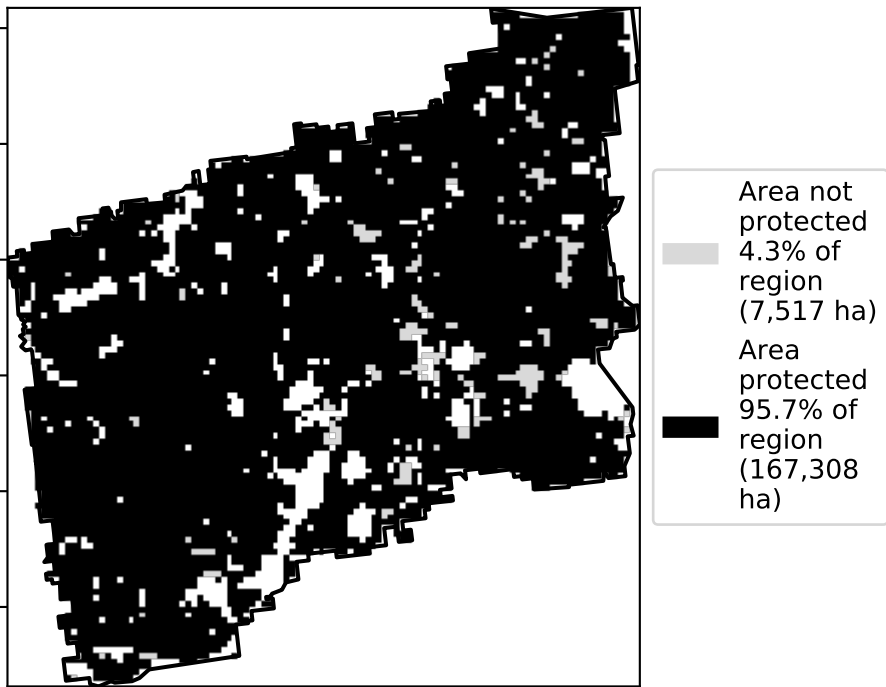 Area not
protected
4.3% of
region
(7,517 ha)
Area
protected
95.7% of
region
(167,308
ha)